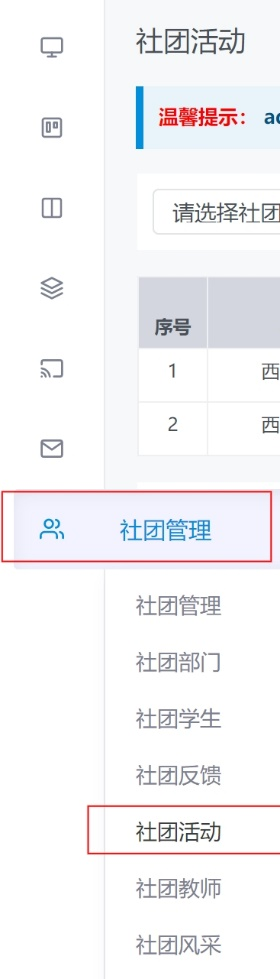 社团活动
温馨提示： ac
请选择社团
序号
1 西
2 西
社团管理
社团管理
社团部门
社团学生
社团反馈
社团活动
社团教师
社团风采